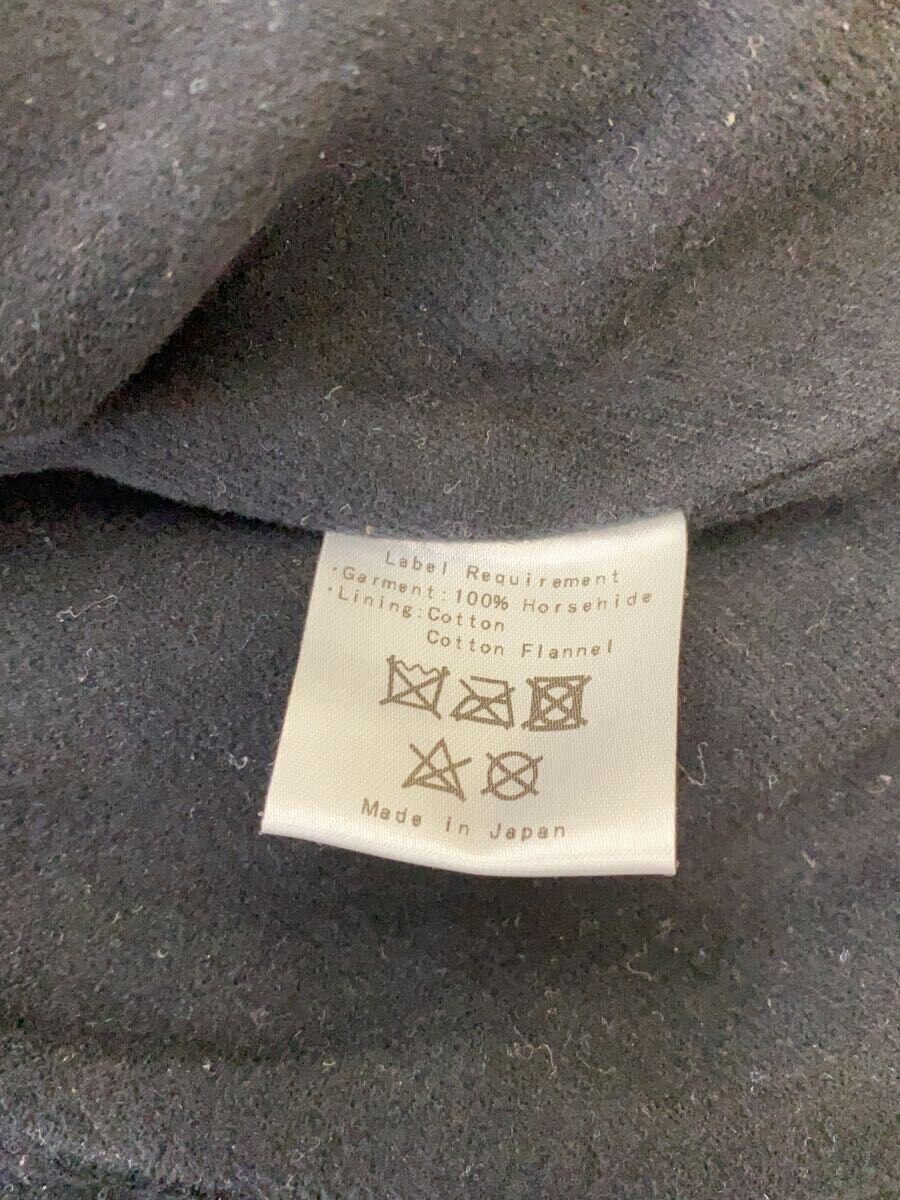 Label Requirement
・Garment:100% Horsehide
・Lining:Cotton
Cotton Flannel
Made in Japan